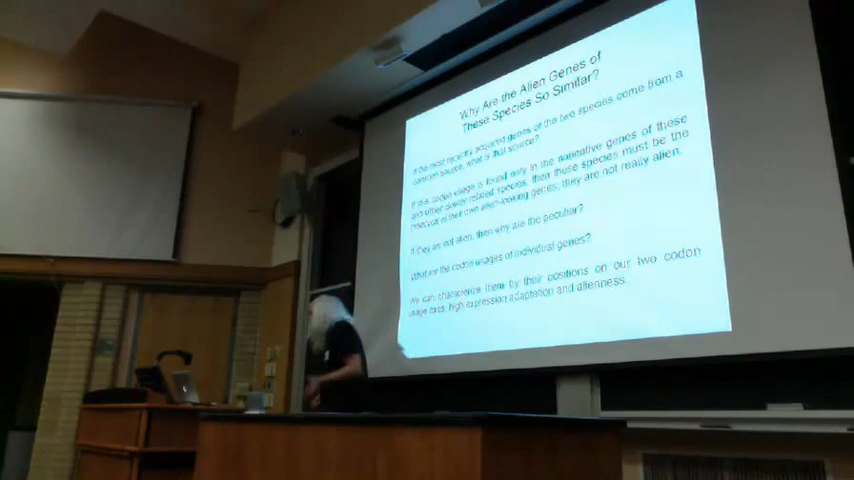 Why Are the Alien Genes of
These Species So Similar?
If the most recently acquired genes of the two species come from a
common source, what is that source?
If this codon usage is found only in the nonnative genes of these
and other closely-related species, then these species must be the
reservoir of their own alien-looking genes; they are not really alien.
If they are not alien, then why are the peculiar?
What are the codon usages of individual genes?
We can characterize them by their positions on our two codon
usage axes, high expression adaptation and alienness.